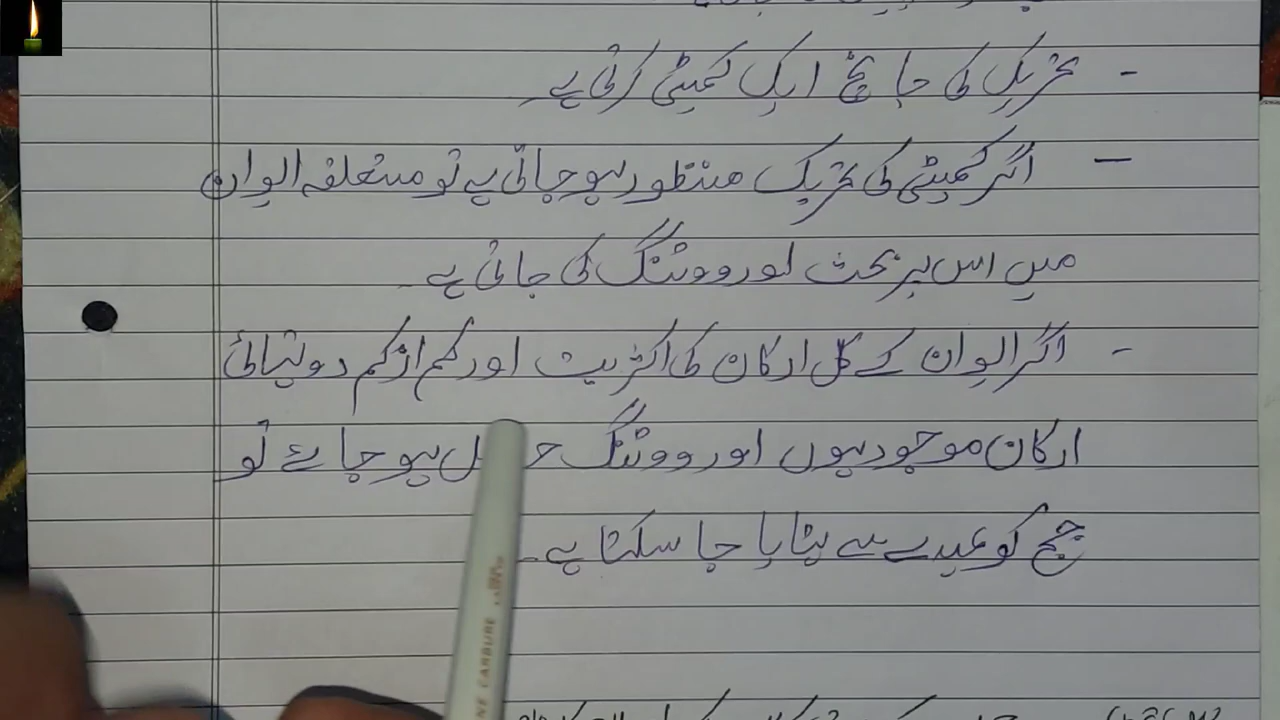 - تحریک کی جانچ ایک کمیٹی کرتی ہے۔
- اگر کمیٹی کی تحریک منظور ہو جاتی ہے تو متعلقہ ایوان
میں اس پر بحث اور ووٹنگ کی جاتی ہے۔
- اگر ایوان کے کل ارکان کی اکثریت اور کم از کم دو تہائی
ارکان موجود ہوں اور ووٹنگ ہو جائے تو
جج کو عہدے سے ہٹایا جا سکتا ہے۔